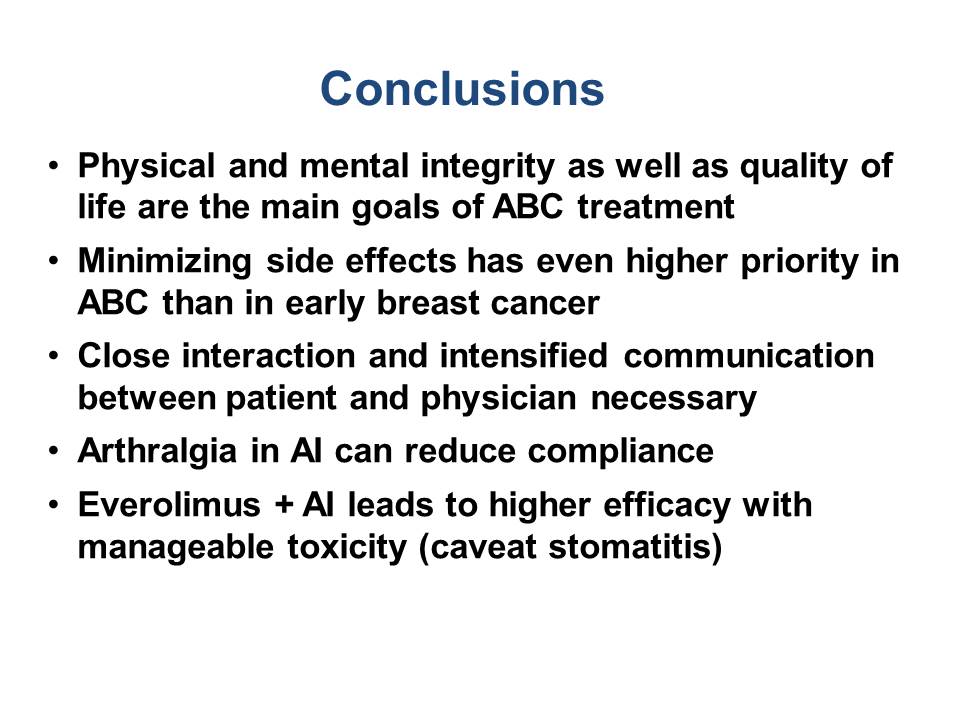 Conclusions
• Physical and mental integrity as well as quality of
life are the main goals of ABC treatment
• Minimizing side effects has even higher priority in
ABC than in early breast cancer
• Close interaction and intensified communication
between patient and physician necessary
• Arthralgia in AI can reduce compliance
• Everolimus + AI leads to higher efficacy with
manageable toxicity (caveat stomatitis)